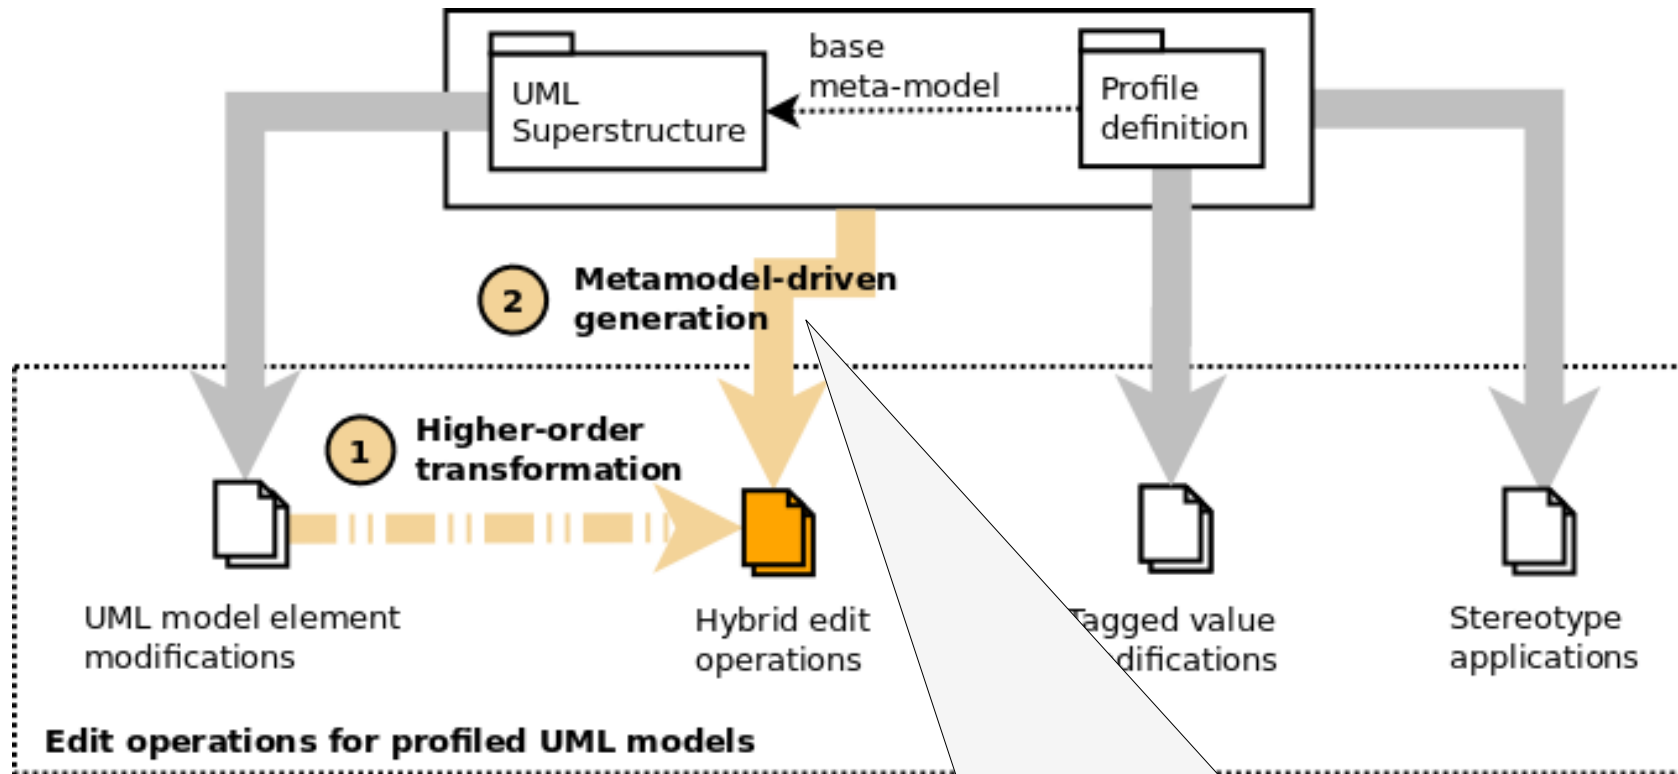 base
meta-model
UML
Superstructure
Profile
definition
2
Metamodel-driven
generation
1
Higher-order
transformation
UML model element
modifications
Hybrid edit
operations
Tagged value
difications
Stereotype
applications
Edit operations for profiled UML models